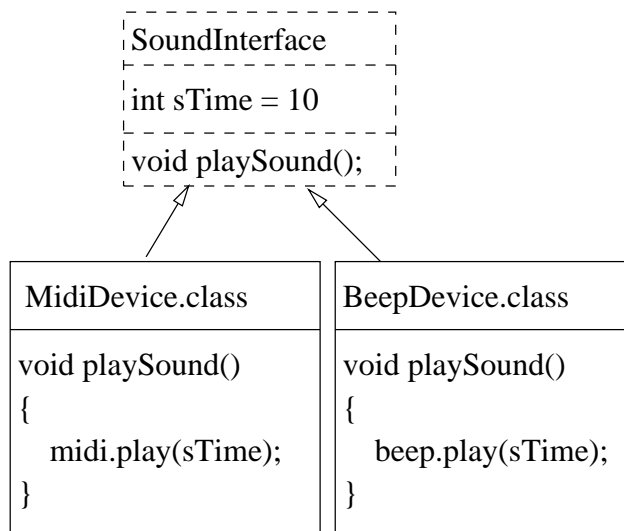 SoundInterface
int sTime = 10
void playSound();
MidiDevice.class
void playSound()
{
midi.play(sTime);
}
BeepDevice.class
void playSound()
{
beep.play(sTime);
}